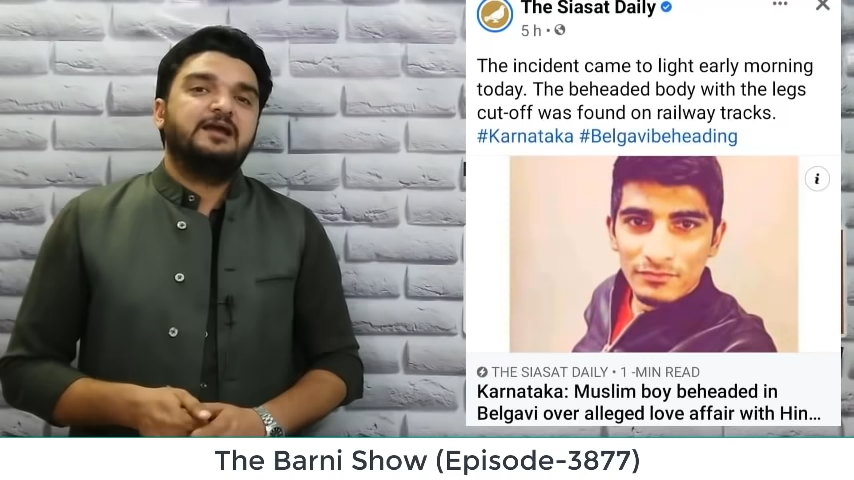 The Siasat Daily
5 h
The incident came to light early morning
today. The beheaded body with the legs
cut-off was found on railway tracks.
#Karnataka #Belgavibeheading
i
THE SIASAT DAILY • 1 -MIN READ
Karnataka: Muslim boy beheaded in
Belgavi over alleged love affair with Hin...
The Barni Show (Episode-3877)